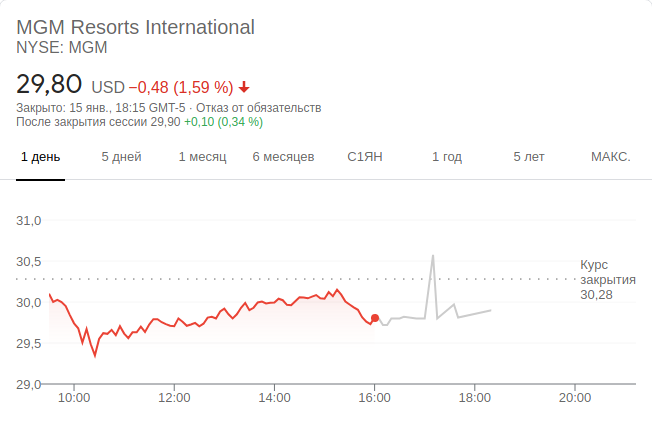 MGM Resorts International
NYSE: MGM
29,80 USD −0,48 (1,59 %)
Закрыто: 15 янв., 18:15 GMT-5 · Отказ от обязательств
После закрытия сессии 29,90 +0,10 (0,34 %)
1 день 5 дней 1 месяц 6 месяцев С1ЯН 1 год 5 лет МАКС.
31,0
30,5
Курс
закрытия
30,28
30,0
29,5
29,0
10:00 12:00 14:00 16:00 18:00 20:00